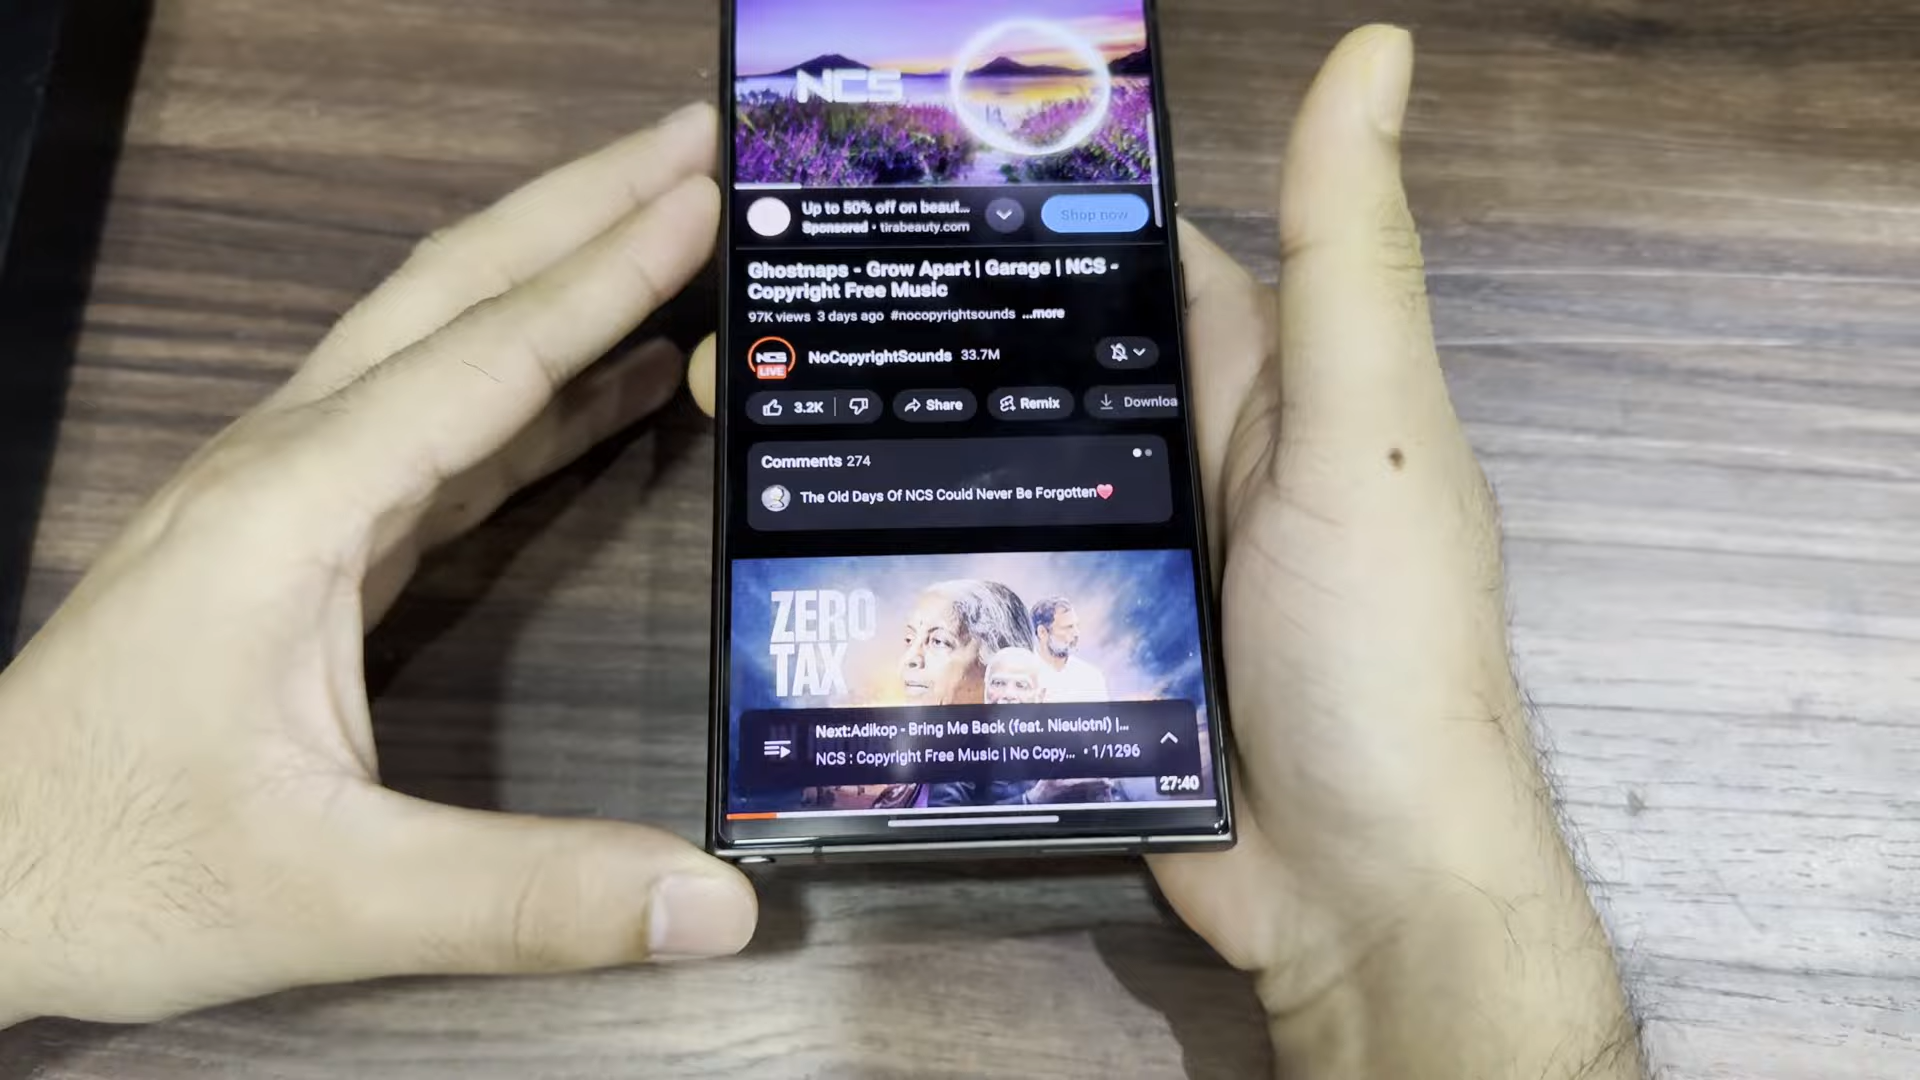 NCS
Up to 50% off on beaut...
Sponsored • tirabeauty.com
Shop now
Ghostnaps - Grow Apart | Garage | NCS -
Copyright Free Music
97K views 3 days ago #nocopyrightsounds ...more
NCS
LIVE
NoCopyrightSounds 33.7M
3.2K
Share
Remix
Downloa
Comments 274
The Old Days Of NCS Could Never Be Forgotten❤️
ZERO
TAX
Next:Adikop - Bring Me Back (feat. Nieulotni) |...
NCS : Copyright Free Music | No Copy... • 1/1296
27:40